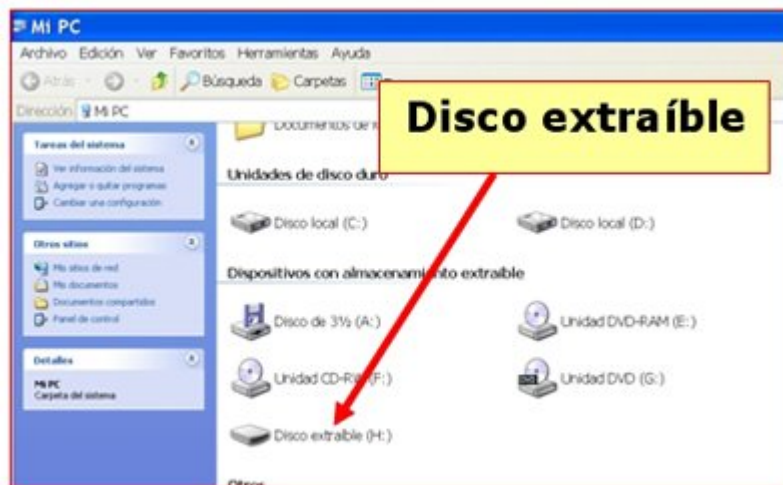 Mi PC
Archivo Edición Ver Favoritos Herramientas Ayuda
Atrás Búsqueda Carpetas
Dirección Mi PC
Disco extraíble
Documentos de
Tareas del sistema
Ver información del sistema
Agregar o quitar programas
Cambiar una configuración
Otros sitios
Mis sitios de red
Mis documentos
Documentos compartidos
Panel de control
Detalles
Mi PC
Carpeta del sistema
Unidades de disco duro
Disco local (C:)
Disco local (D:)
Dispositivos con almacenamiento extraíble
Disco de 3½ (A:)
Unidad DVD-RAM (E:)
Unidad CD-RW (F:)
Unidad DVD (G:)
Disco extraíble (H:)
Otros